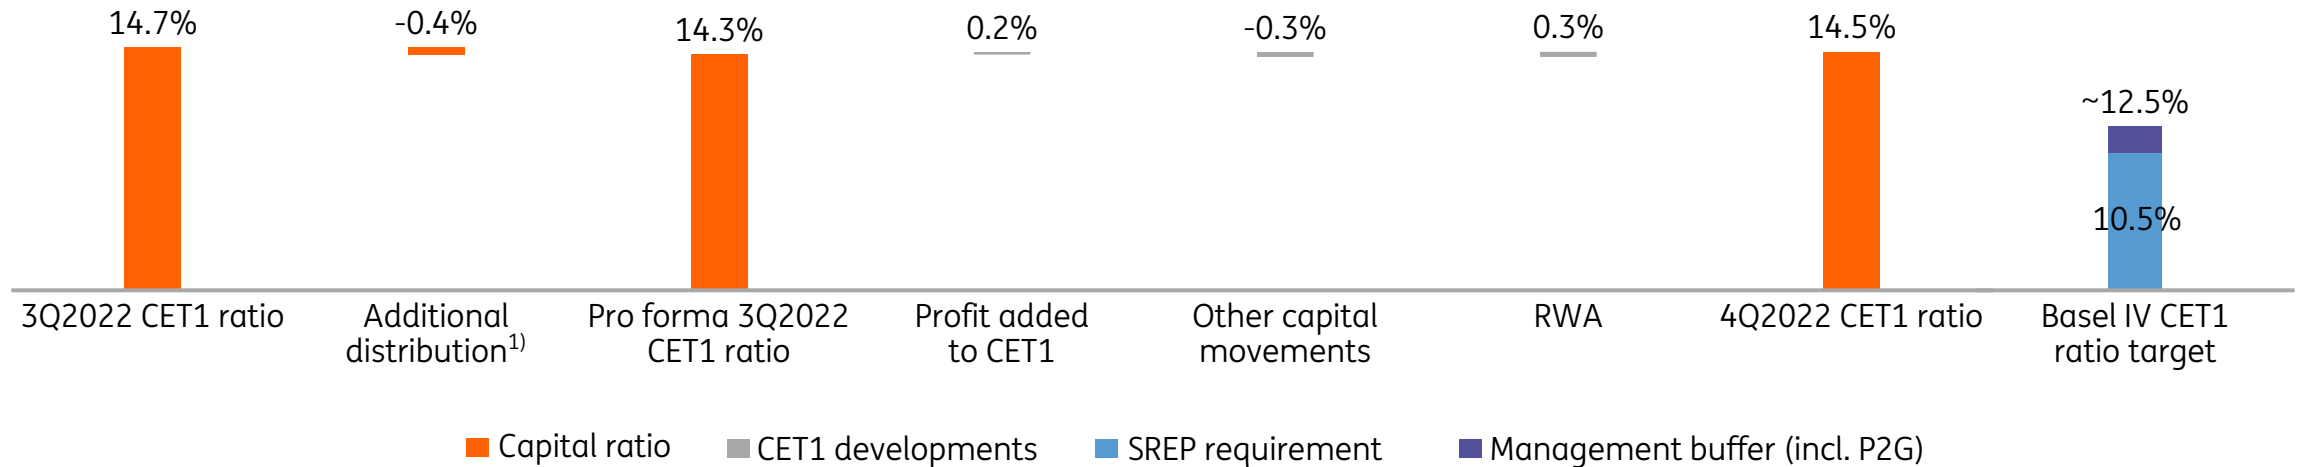 14.7%
-0.4%
14.3%
0.2%
-0.3%
0.3%
14.5%
~12.5%
10.5%
3Q2022 CET1 ratio
Additional
distribution1)
Pro forma 3Q2022
CET1 ratio
Profit added
to CET1
Other capital
movements
RWA
4Q2022 CET1 ratio
Basel IV CET1
ratio target
Capital ratio
CET1 developments
SREP requirement
Management buffer (incl. P2G)